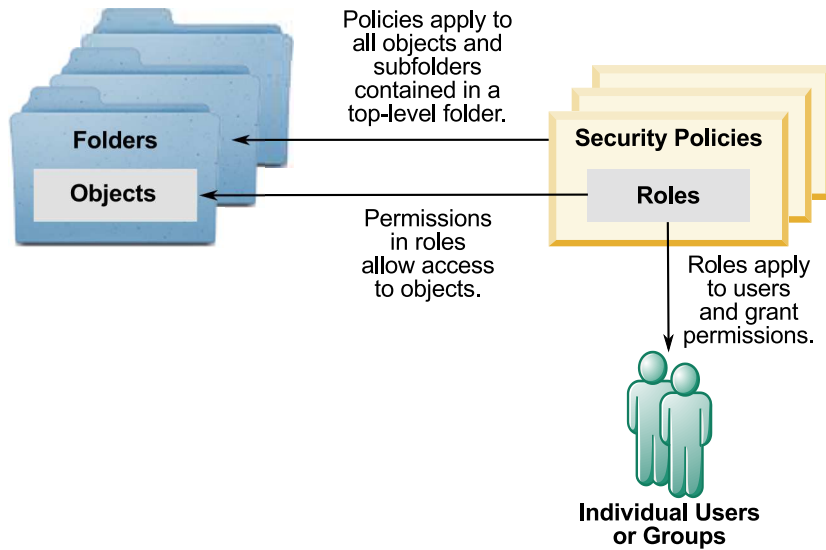 Policies apply to
all objects and
subfolders
contained in a
top-level folder.
Folders
Objects
Security Policies
Roles
Permissions
in roles
allow access
to objects.
Roles apply
to users
and grant
permissions.
Individual Users
or Groups